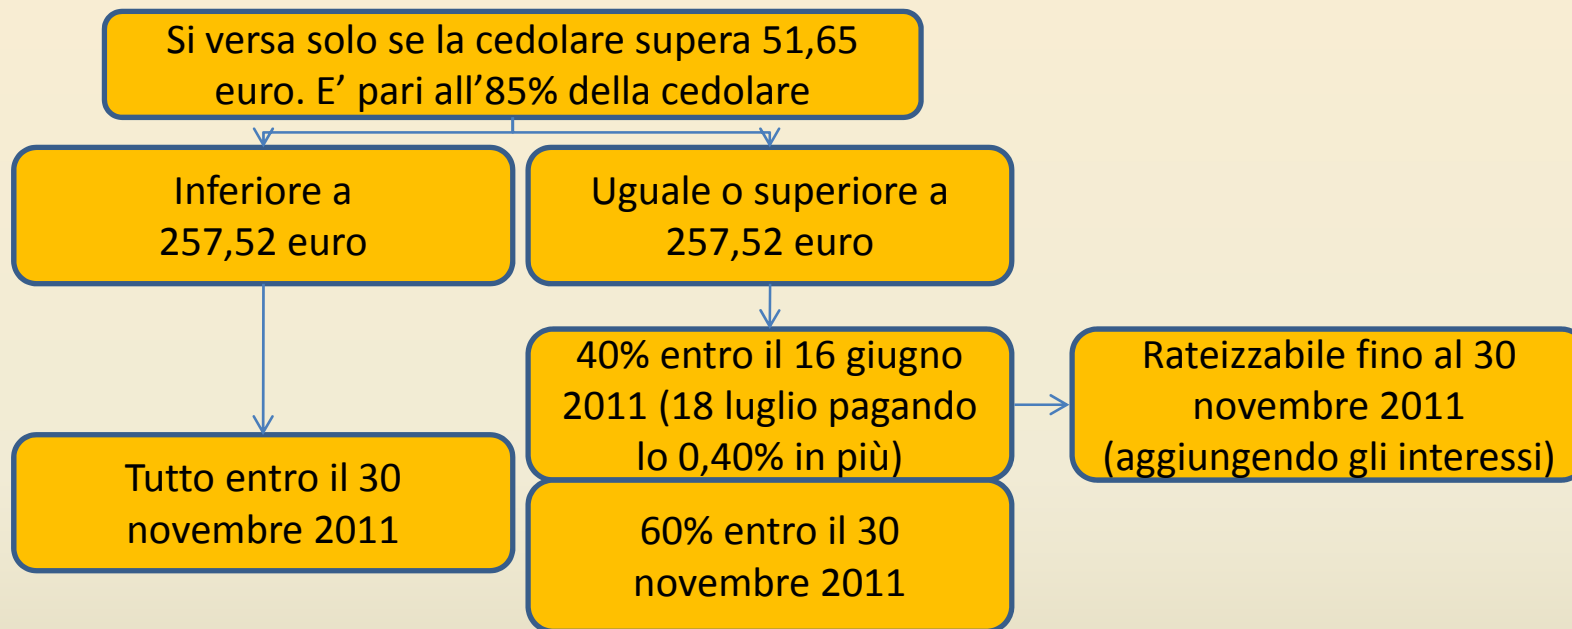 Si versa solo se la cedolare supera 51,65
euro. E’ pari all’85% della cedolare
Inferiore a
257,52 euro
Uguale o superiore a
257,52 euro
40% entro il 16 giugno
2011 (18 luglio pagando
lo 0,40% in più)
Rateizzabile fino al 30
novembre 2011
(aggiungendo gli interessi)
Tutto entro il 30
novembre 2011
60% entro il 30
novembre 2011